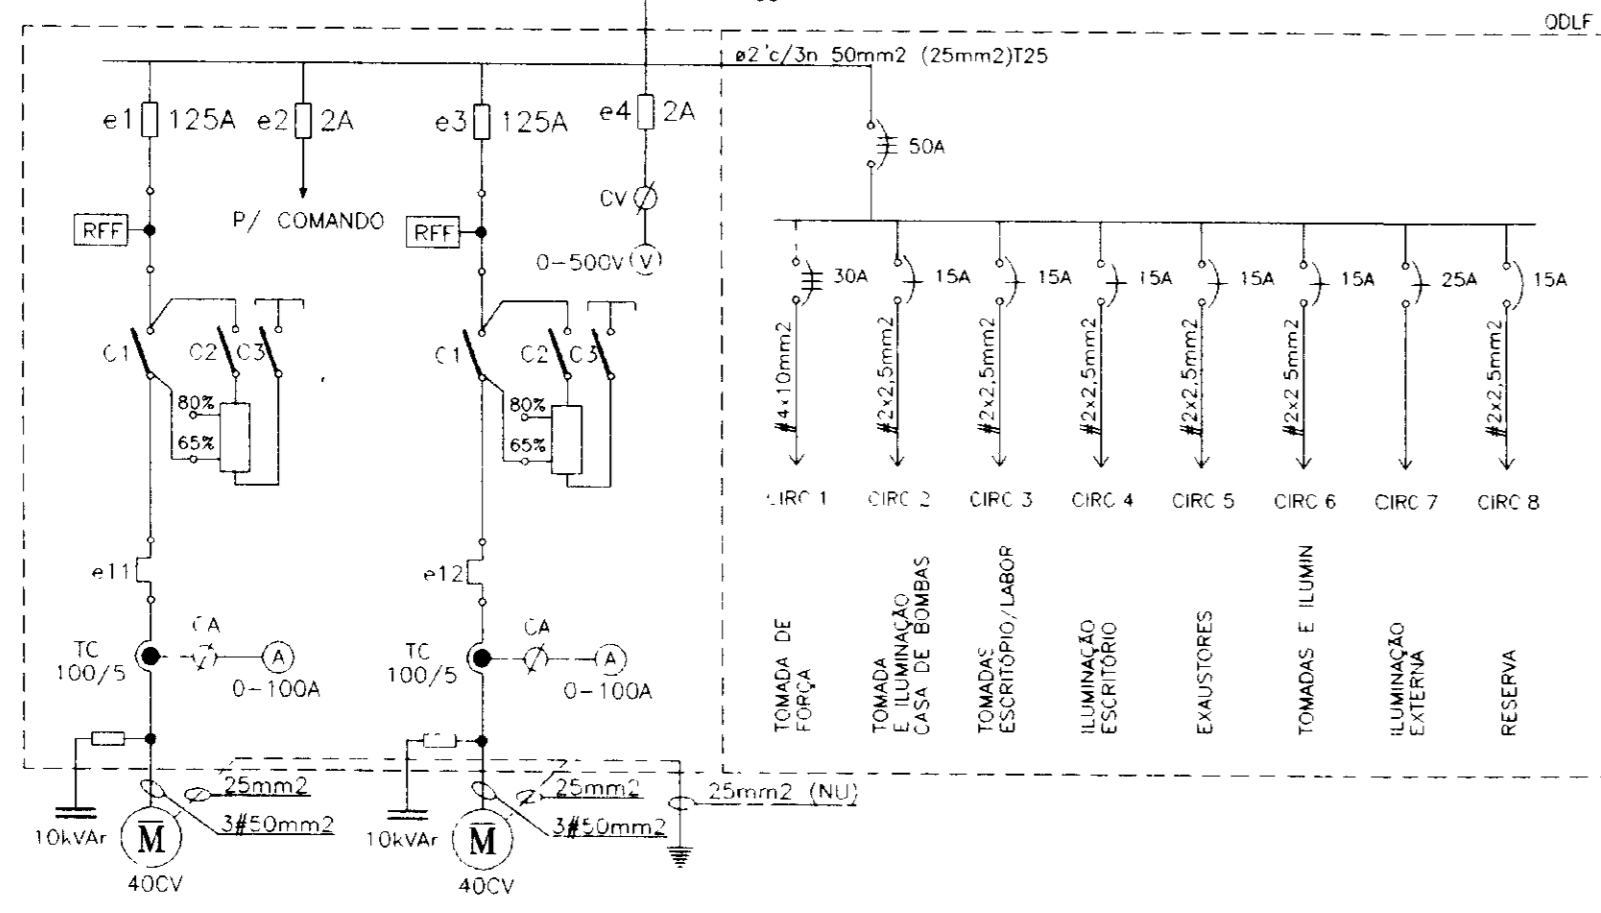 QDLF
ø2'c/3n 50mm2 (25mm2)T25
e1 125A
e2 2A
e3 125A
e4 2A
50A
RFF
P/ COMANDO
RFF
CV
0-500V
V
30A
15A
15A
15A
15A
15A
25A
15A
C1
C2
C3
80%
65%
C1
C2
C3
80%
65%
#4x10mm2
#2x2,5mm2
#2x2,5mm2
#2x2,5mm2
#2x2,5mm2
#2x2 5mm2
#2x2,5mm2
CIRC 1
CIRC 2
CIRC 3
CIRC 4
CIRC 5
CIRC 6
CIRC 7
CIRC 8
e11
e12
TC
100/5
CA
A
0-100A
TC
100/5
CA
A
0-100A
TOMADA DE
FORÇA
TOMADA
E ILUMINAÇÃO
CASA DE BOMBAS
TOMADAS
ESCRITÓRIO/LABOR
ILUMINAÇÃO
ESCRITÓRIO
EXAUSTORES
TOMADAS E ILUMIN
ILUMINAÇÃO
EXTERNA
RESERVA
25mm2
3#50mm2
10kVAr
M
40CV
25mm2
3#50mm2
10kVAr
M
40CV
25mm2 (NU)